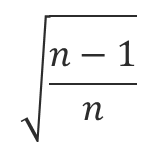 √((n − 1)/n)